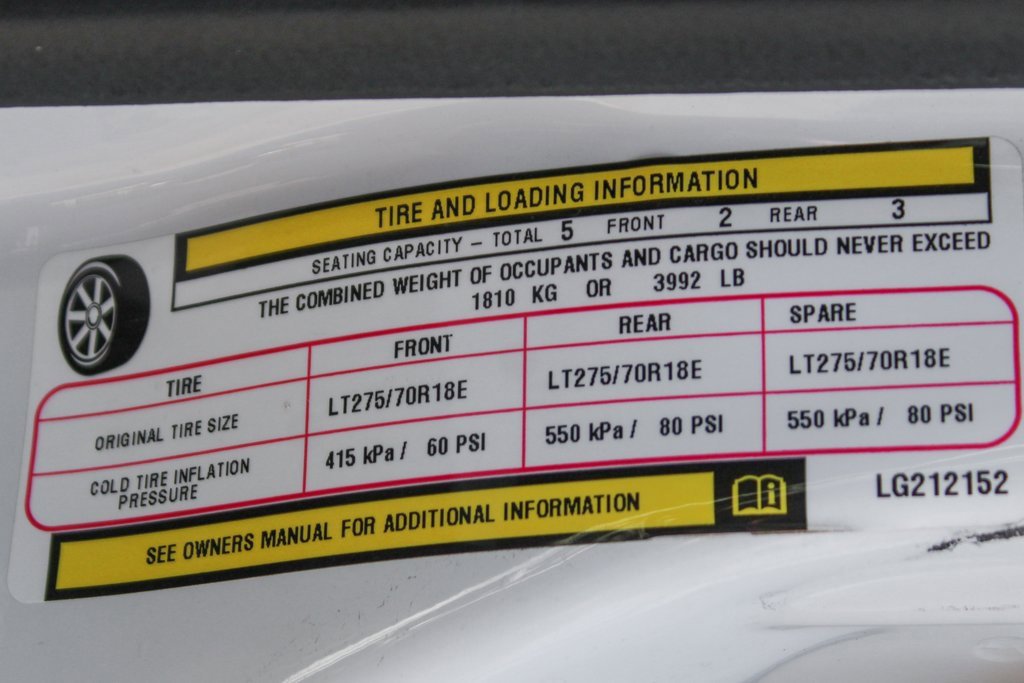 TIRE AND LOADING INFORMATION
SEATING CAPACITY – TOTAL 5 FRONT 2 REAR 3
THE COMBINED WEIGHT OF OCCUPANTS AND CARGO SHOULD NEVER EXCEED
1810 KG OR 3992 LB
TIRE FRONT REAR SPARE
ORIGINAL TIRE SIZE LT275/70R18E LT275/70R18E LT275/70R18E
COLD TIRE INFLATION
PRESSURE 415 kPa / 60 PSI 550 kPa / 80 PSI 550 kPa / 80 PSI
SEE OWNERS MANUAL FOR ADDITIONAL INFORMATION
LG212152